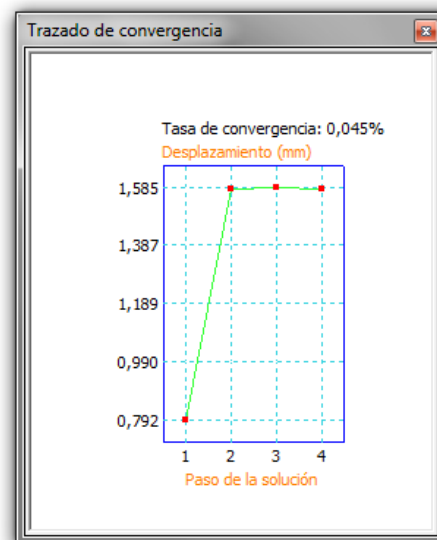 Trazado de convergencia
Tasa de convergencia: 0,045%
Desplazamiento (mm)
1,585
1,387
1,189
0,990
0,792
1 2 3 4
Paso de la solución